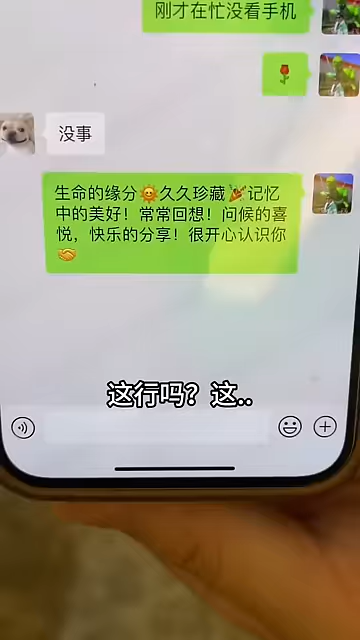 刚才在忙没看手机
🌹
没事
生命的缘分🌞久久珍藏🎉记忆
中的美好！常常回想！问候的喜
悦，快乐的分享！很开心认识你
🤝
这行吗？这..